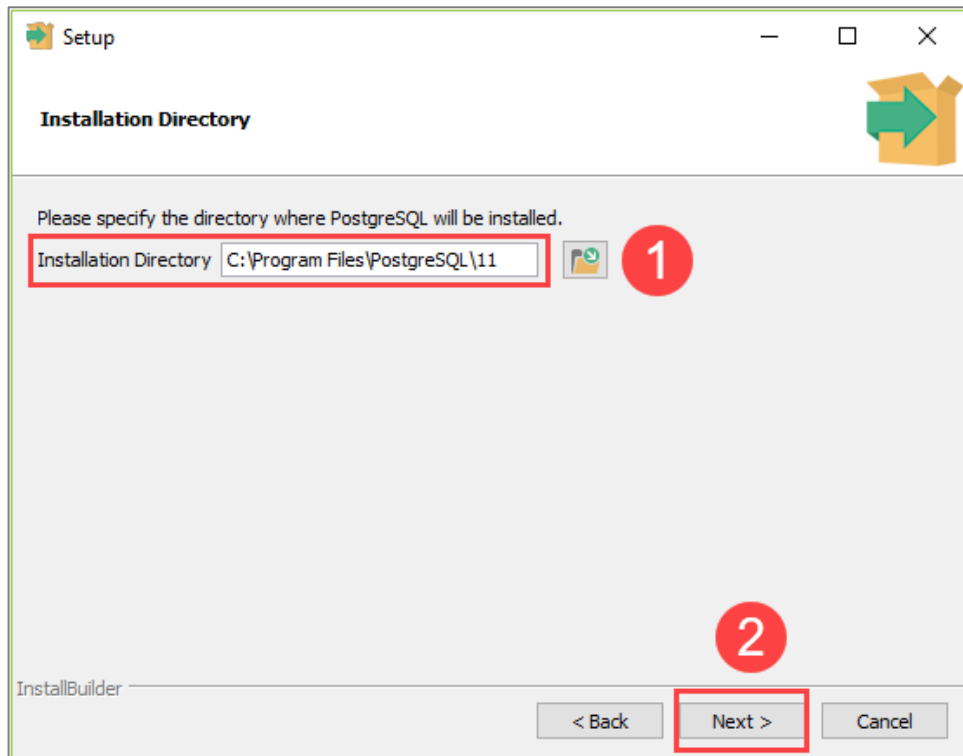 Setup
Installation Directory
Please specify the directory where PostgreSQL will be installed.
Installation Directory C:\Program Files\PostgreSQL\11
1
2
InstallBuilder
< Back Next > Cancel